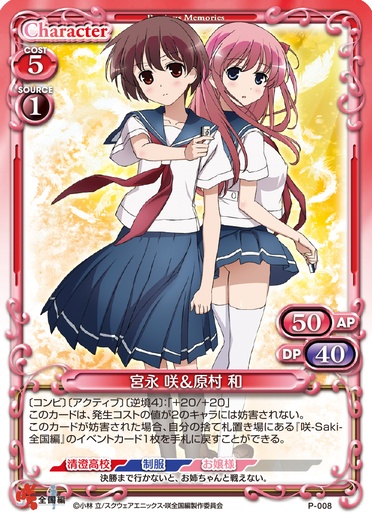 Precious Memories
Character
COST
5
SOURCE
1
50 AP
DP 40
宮永 咲&原村 和
[コンビ][アクティブ][逆境4]:「+20/+20」
このカードは、発生コストの値が2のキャラには妨害されない。
このカードが妨害された場合、自分の捨て札置き場にある『咲-Saki-
全国編』のイベントカード1枚を手札に戻すことができる。
清澄高校 制服 お嬢様
決勝まで行かないと、お姉ちゃんと戦えない。
咲 全国編
©小林 立/スクウェアエニックス・咲全国編製作委員会
P-008